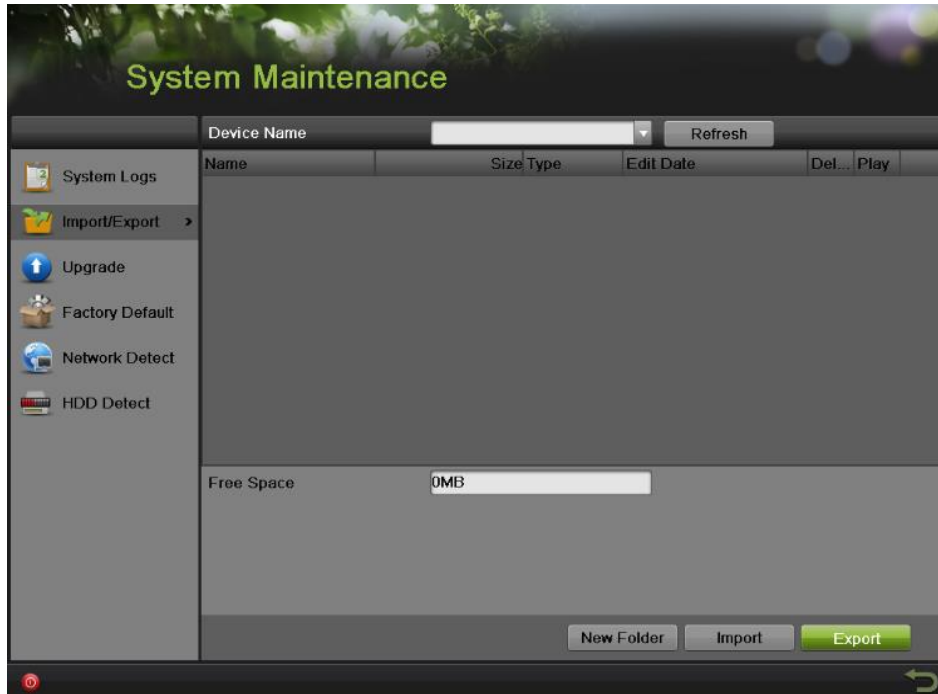 System Maintenance
Device Name
Refresh
Name Size Type Edit Date Del... Play
System Logs
Import/Export
Upgrade
Factory Default
Network Detect
HDD Detect
Free Space 0MB
New Folder Import Export